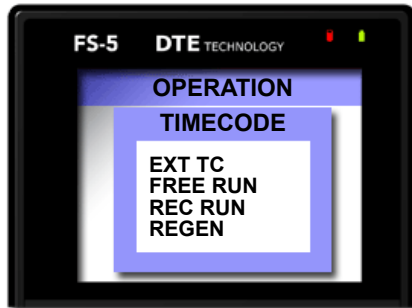 FS-5 DTE TECHNOLOGY
OPERATION
TIMECODE
EXT TC
FREE RUN
REC RUN
REGEN